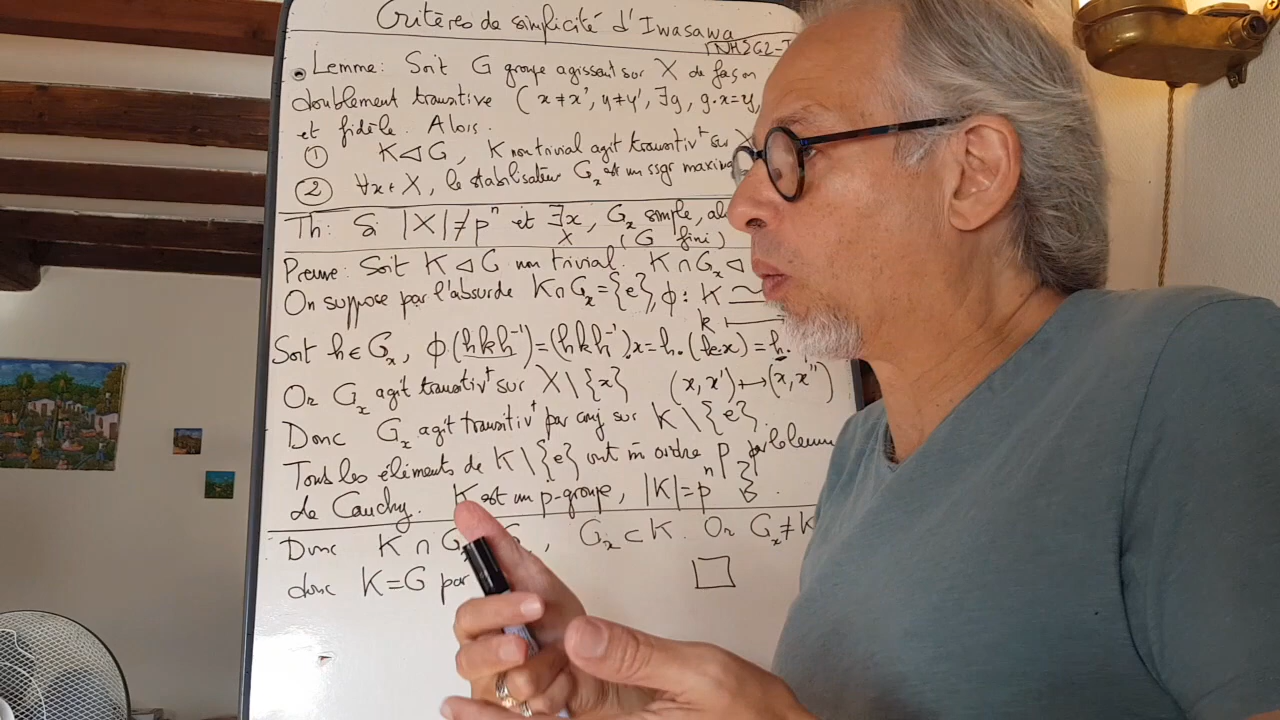 Critères de simplicité d'Iwasawa
NH2G2-
• Lemme: Soit G groupe agissant sur X de façon
doublement transitive (x≠x', y≠y', ∃g, g.x=y,
et fidèle. Alors.
① K◁G, K non trivial agit transitivᵗ sur X
② ∀x∈X, le stabilisateur Gₓ est un ssgr maxima
Th: Si |X|≠pⁿ et ∃x, Gₓ simple, al
X (G fini)
Preuve: Soit K◁G non trivial. K∩Gₓ◁
On suppose par l'absurde K∩Gₓ={e}, ϕ: K ≃
k ↦
Soit h∈Gₓ, ϕ(hkh⁻¹)=(hkh⁻¹).x=h.(k.x)=h.
Or Gₓ agit transitivᵗ sur X\{x} (x,x')↦(x,x'')
Donc Gₓ agit transitivᵗ par conj sur K\{e}
Tous les éléments de K\{e} ont m̂ ordre p par le lemme
de Cauchy. K est un p-groupe, |K|=pⁿ
Donc K∩G , Gₓ⊂K. Or Gₓ≠K
donc K=G par □